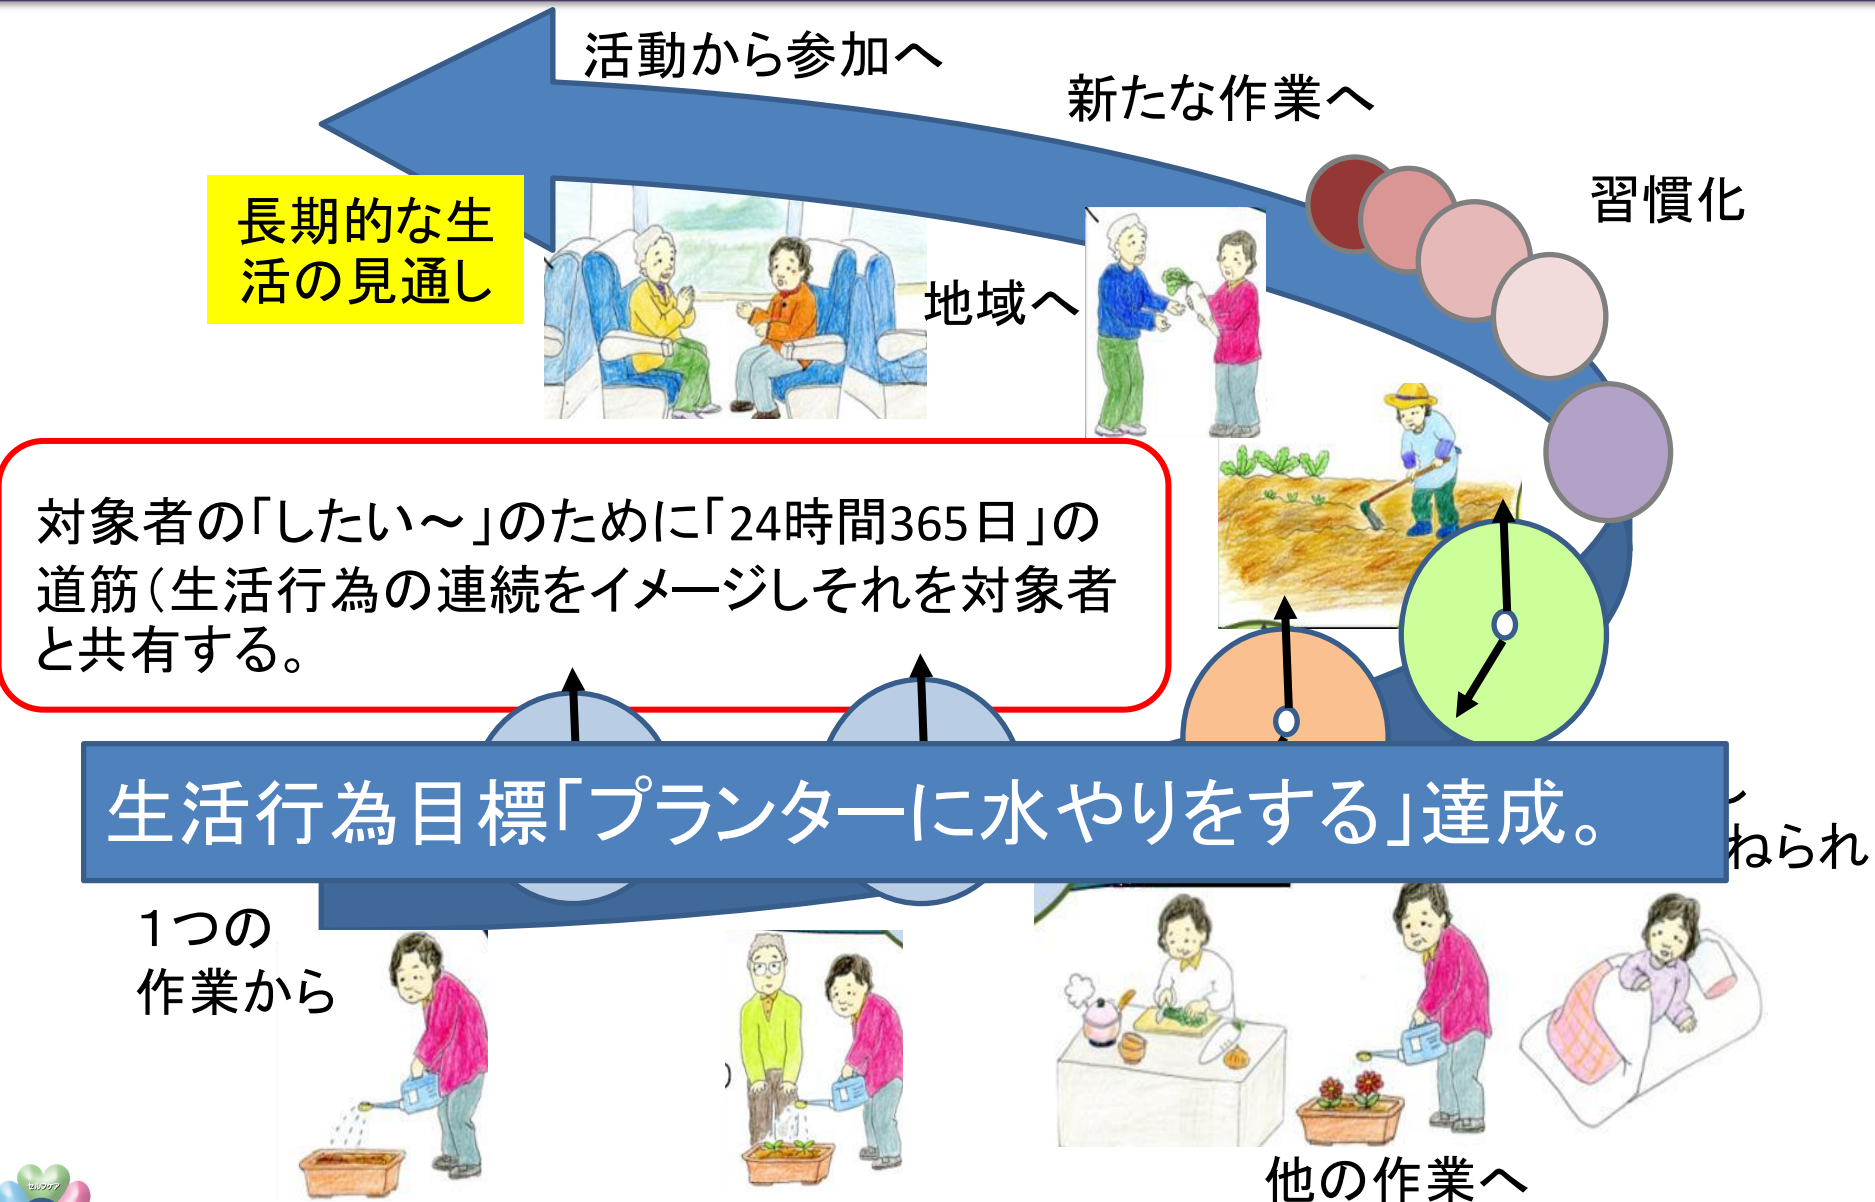 活動から参加へ
新たな作業へ
習慣化
長期的な生
活の見通し
地域へ
対象者の「したい～」のために「24時間365日」の
道筋（生活行為の連続をイメージしそれを対象者
と共有する。
生活行為目標「プランターに水やりをする」達成。
ねられ
1つの
作業から
他の作業へ
セルフケア